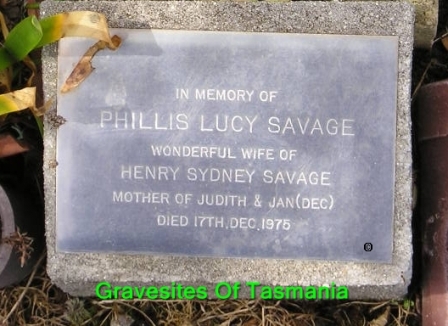 IN MEMORY OF
PHILLIS LUCY SAVAGE
WONDERFUL WIFE OF
HENRY SYDNEY SAVAGE
MOTHER OF JUDITH & JAN(DEC)
DIED 17TH,DEC,1975
Gravesites Of Tasmania